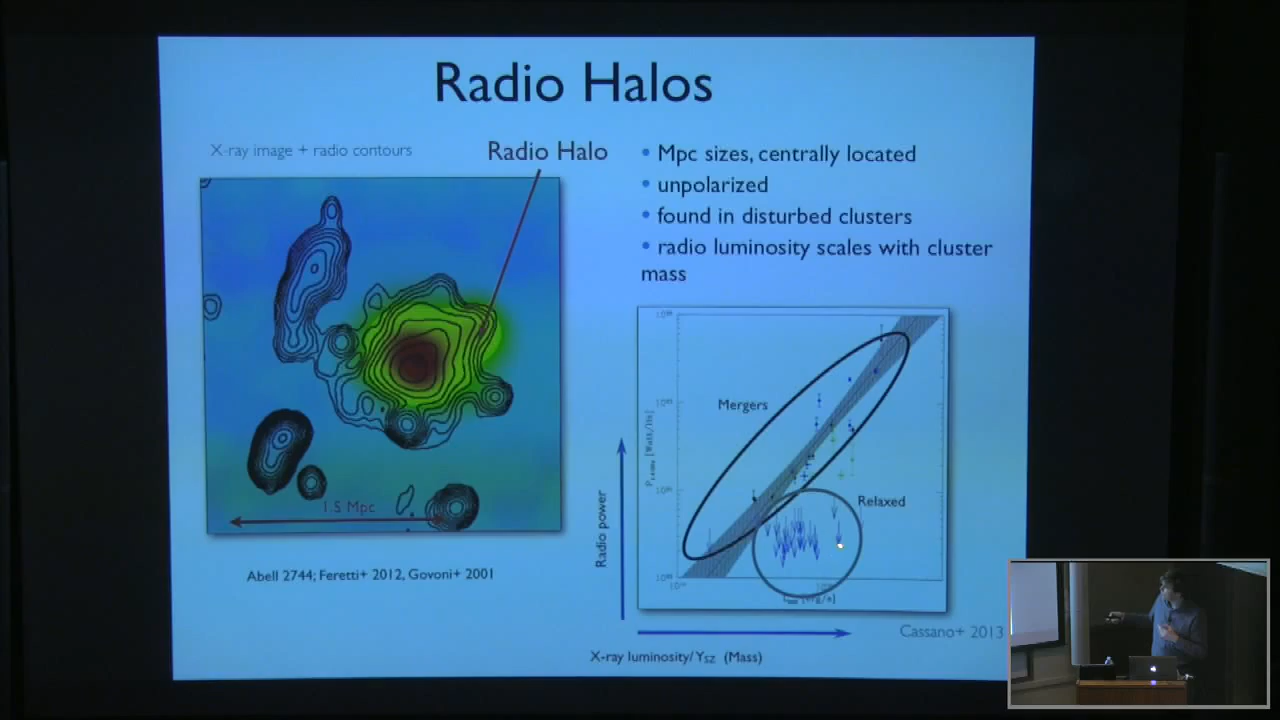 Radio Halos
X-ray image + radio contours
Radio Halo
• Mpc sizes, centrally located
• unpolarized
• found in disturbed clusters
• radio luminosity scales with cluster
mass
1.5 Mpc
Abell 2744; Feretti+ 2012, Govoni+ 2001
Mergers
Relaxed
Radio power
Cassano+ 2013
X-ray luminosity/ YSZ (Mass)